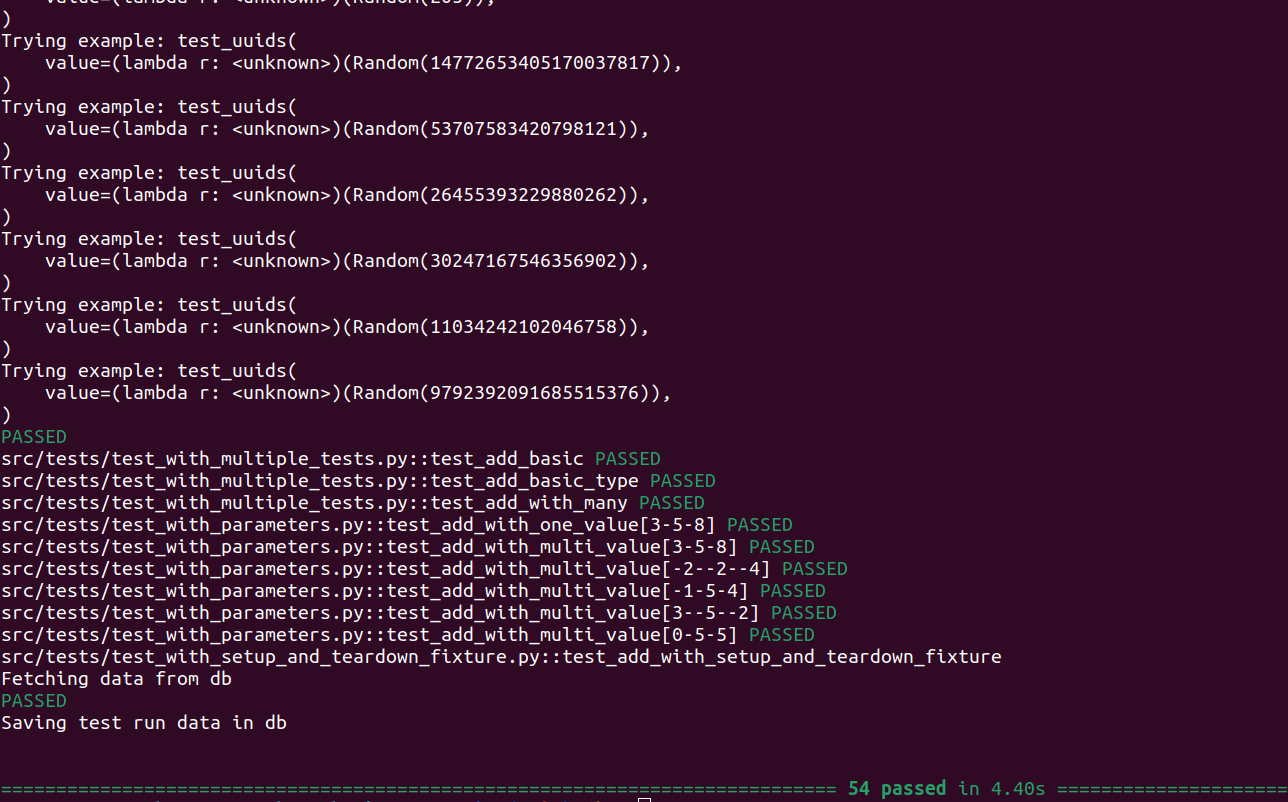 value=(lambda r: <unknown>)(Random(203)),
)
Trying example: test_uuids(
    value=(lambda r: <unknown>)(Random(14772653405170037817)),
)
Trying example: test_uuids(
    value=(lambda r: <unknown>)(Random(53707583420798121)),
)
Trying example: test_uuids(
    value=(lambda r: <unknown>)(Random(26455393229880262)),
)
Trying example: test_uuids(
    value=(lambda r: <unknown>)(Random(30247167546356902)),
)
Trying example: test_uuids(
    value=(lambda r: <unknown>)(Random(11034242102046758)),
)
Trying example: test_uuids(
    value=(lambda r: <unknown>)(Random(9792392091685515376)),
)
PASSED
src/tests/test_with_multiple_tests.py::test_add_basic PASSED
src/tests/test_with_multiple_tests.py::test_add_basic_type PASSED
src/tests/test_with_multiple_tests.py::test_add_with_many PASSED
src/tests/test_with_parameters.py::test_add_with_one_value[3-5-8] PASSED
src/tests/test_with_parameters.py::test_add_with_multi_value[3-5-8] PASSED
src/tests/test_with_parameters.py::test_add_with_multi_value[-2--2--4] PASSED
src/tests/test_with_parameters.py::test_add_with_multi_value[-1-5-4] PASSED
src/tests/test_with_parameters.py::test_add_with_multi_value[3--5--2] PASSED
src/tests/test_with_parameters.py::test_add_with_multi_value[0-5-5] PASSED
src/tests/test_with_setup_and_teardown_fixture.py::test_add_with_setup_and_teardown_fixture
Fetching data from db
PASSED
Saving test run data in db
============================================================================ 54 passed in 4.40s =====================